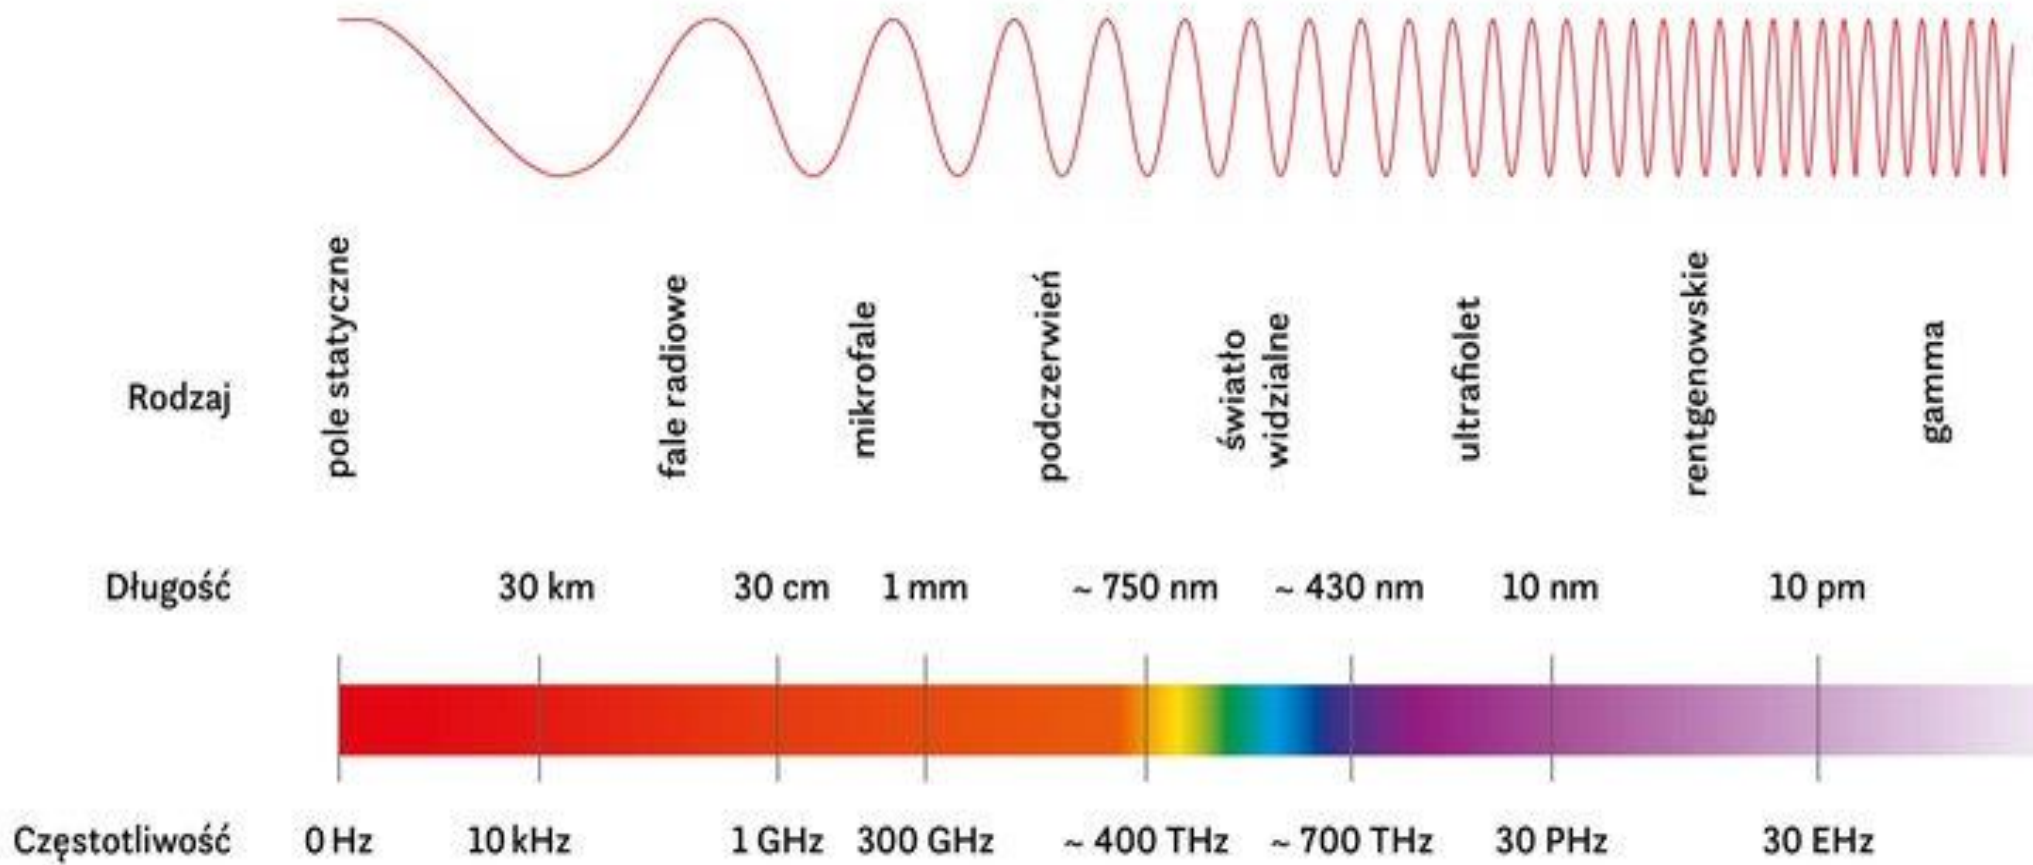 Rodzaj
pole statyczne
fale radiowe
mikrofale
podczerwień
światło
widzialne
ultrafiolet
rentgenowskie
gamma
Długość 30 km 30 cm 1 mm ~ 750 nm ~ 430 nm 10 nm 10 pm
Częstotliwość 0 Hz 10 kHz 1 GHz 300 GHz ~ 400 THz ~ 700 THz 30 PHz 30 EHz